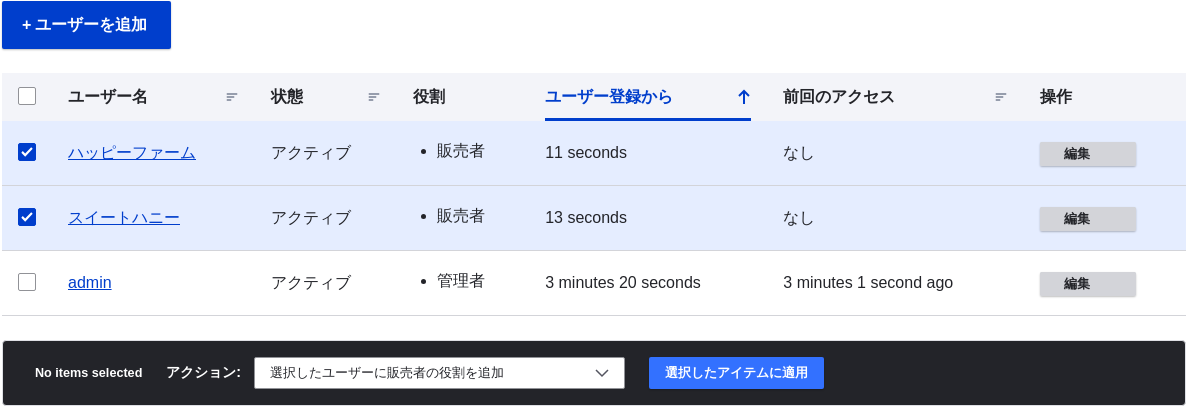 + ユーザーを追加
ユーザー名 状態 役割 ユーザー登録から 前回のアクセス 操作
ハッピーファーム アクティブ • 販売者 11 seconds なし 編集
スイートハニー アクティブ • 販売者 13 seconds なし 編集
admin アクティブ • 管理者 3 minutes 20 seconds 3 minutes 1 second ago 編集
No items selected アクション: 選択したユーザーに販売者の役割を追加 選択したアイテムに適用